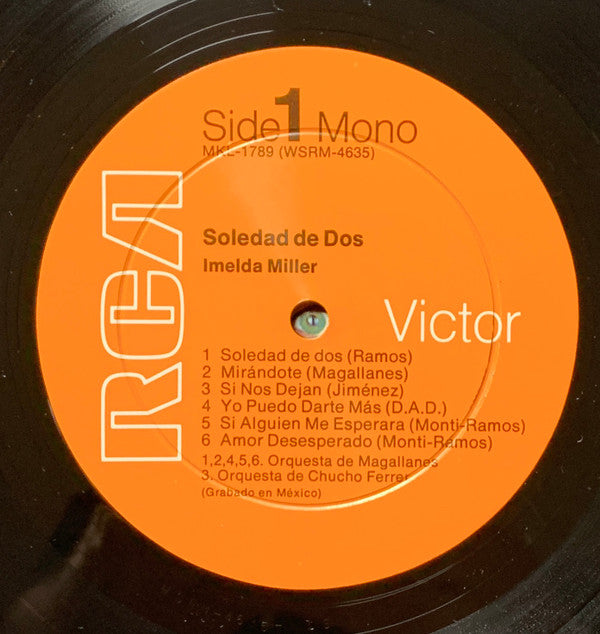 Side 1 Mono
MKL-1789 (WSRM-4635)
RCA
Soledad de Dos
Imelda Miller
Victor
1 Soledad de dos (Ramos)
2 Mirándote (Magallanes)
3 Si Nos Dejan (Jiménez)
4 Yo Puedo Darte Más (D.A.D.)
5 Si Alguien Me Esperara (Monti-Ramos)
6 Amor Desesperado (Monti-Ramos)
1,2,4,5,6. Orquesta de Magallanes
3. Orquesta de Chucho Ferrer
(Grabado en México)